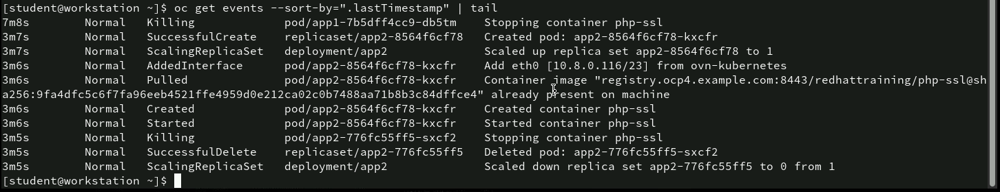 [student@workstation ~]$ oc get events --sort-by=".lastTimestamp" | tail
7m8s        Normal   Killing             pod/app1-7b5dff4cc9-db5tm    Stopping container php-ssl
3m7s        Normal   SuccessfulCreate    replicaset/app2-8564f6cf78   Created pod: app2-8564f6cf78-kxcfr
3m7s        Normal   ScalingReplicaSet   deployment/app2              Scaled up replica set app2-8564f6cf78 to 1
3m6s        Normal   AddedInterface      pod/app2-8564f6cf78-kxcfr    Add eth0 [10.8.0.116/23] from ovn-kubernetes
3m6s        Normal   Pulled              pod/app2-8564f6cf78-kxcfr    Container image "registry.ocp4.example.com:8443/redhattraining/php-ssl@sh
a256:9fa4dfc5c6f7fa96eeb4521ffe4959d0e212ca02c0b7488aa71b8b3c84dffce4" already present on machine
3m6s        Normal   Created             pod/app2-8564f6cf78-kxcfr    Created container php-ssl
3m6s        Normal   Started             pod/app2-8564f6cf78-kxcfr    Started container php-ssl
3m5s        Normal   Killing             pod/app2-776fc55ff5-sxcf2    Stopping container php-ssl
3m5s        Normal   SuccessfulDelete    replicaset/app2-776fc55ff5   Deleted pod: app2-776fc55ff5-sxcf2
3m5s        Normal   ScalingReplicaSet   deployment/app2              Scaled down replica set app2-776fc55ff5 to 0 from 1
[student@workstation ~]$